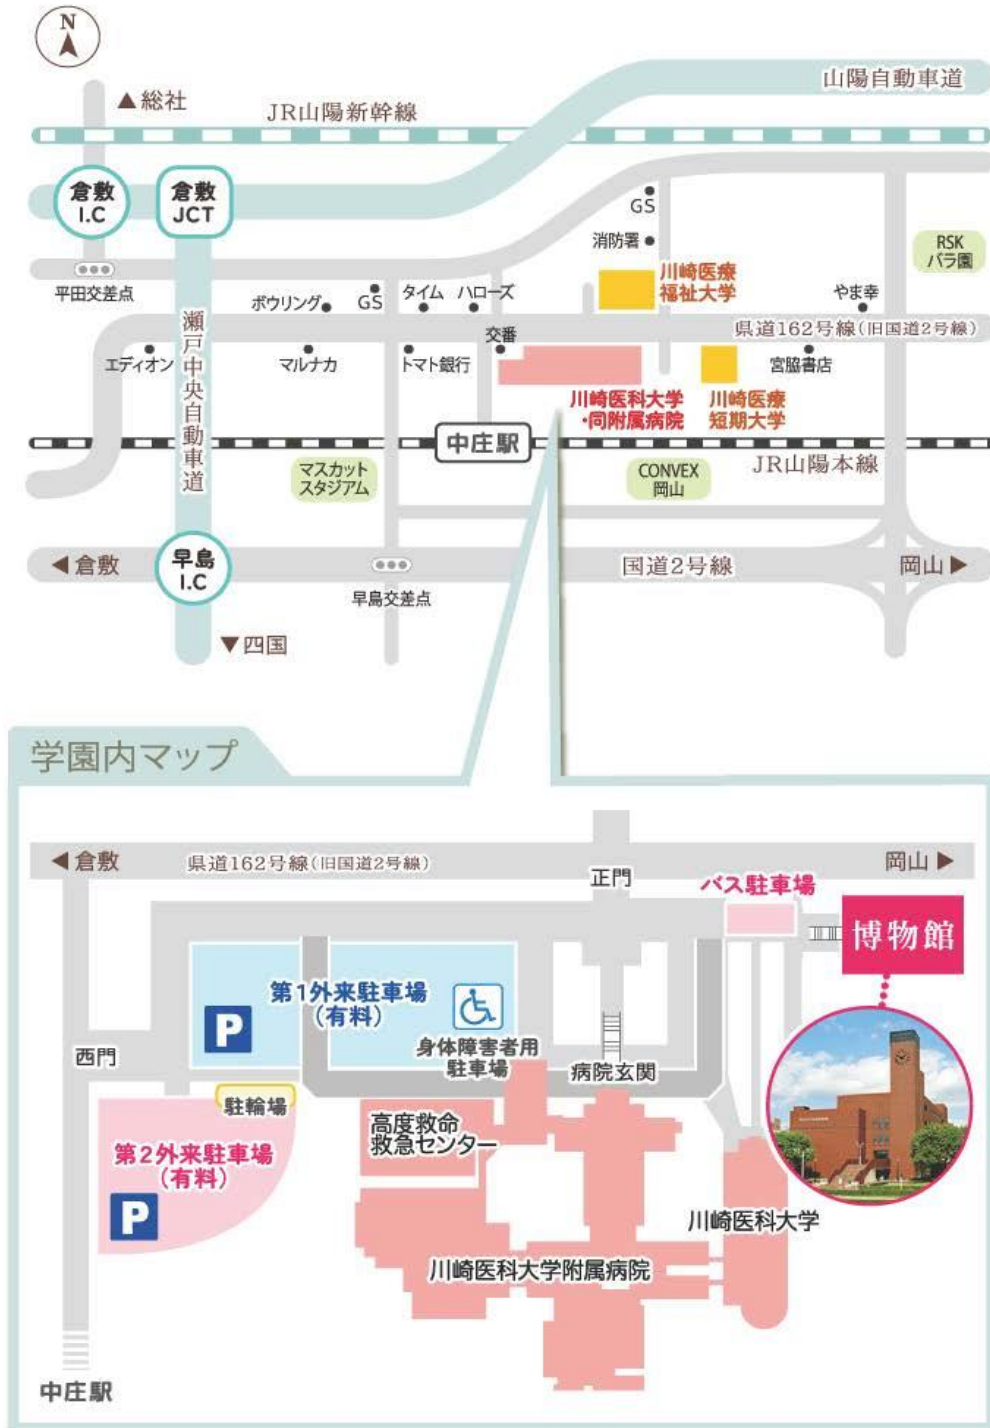 N
▲総社
山陽自動車道
JR山陽新幹線
倉敷
I.C
倉敷
JCT
GS
消防署
RSK
バラ園
川崎医療
福祉大学
平田交差点
ボウリング
GS
タイム
ハローズ
やま幸
県道162号線(旧国道2号線)
交番
エディオン
マルナカ
トマト銀行
宮脇書店
瀬戸中央自動車道
川崎医科大学
・同附属病院
川崎医療
短期大学
中庄駅
JR山陽本線
マスカット
スタジアム
CONVEX
岡山
◀倉敷
早島
I.C
国道2号線
岡山▶
早島交差点
▼四国
学園内マップ
◀倉敷
県道162号線(旧国道2号線)
岡山▶
正門
バス駐車場
博物館
第1外来駐車場
(有料)
P
身体障害者用
駐車場
西門
病院玄関
駐輪場
高度救命
救急センター
第2外来駐車場
(有料)
P
川崎医科大学
川崎医科大学附属病院
中庄駅